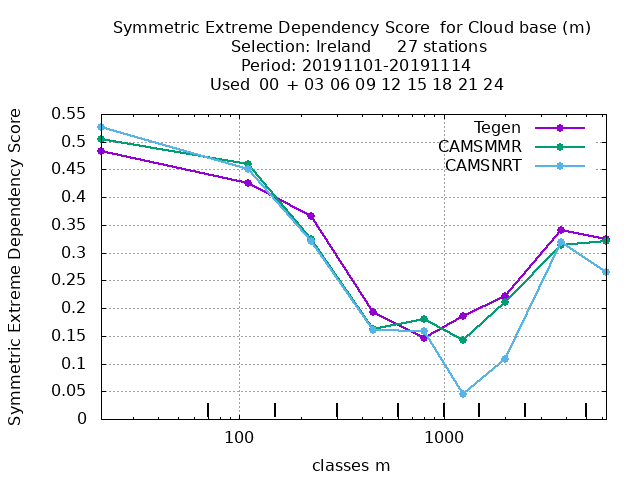 Symmetric Extreme Dependency Score for Cloud base (m)
Selection: Ireland 27 stations
Period: 20191101-20191114
Used 00 + 03 06 09 12 15 18 21 24
Symmetric Extreme Dependency Score
0.55
0.5
0.45
0.4
0.35
0.3
0.25
0.2
0.15
0.1
0.05
0
Tegen
CAMSMMR
CAMSNRT
100
1000
classes m